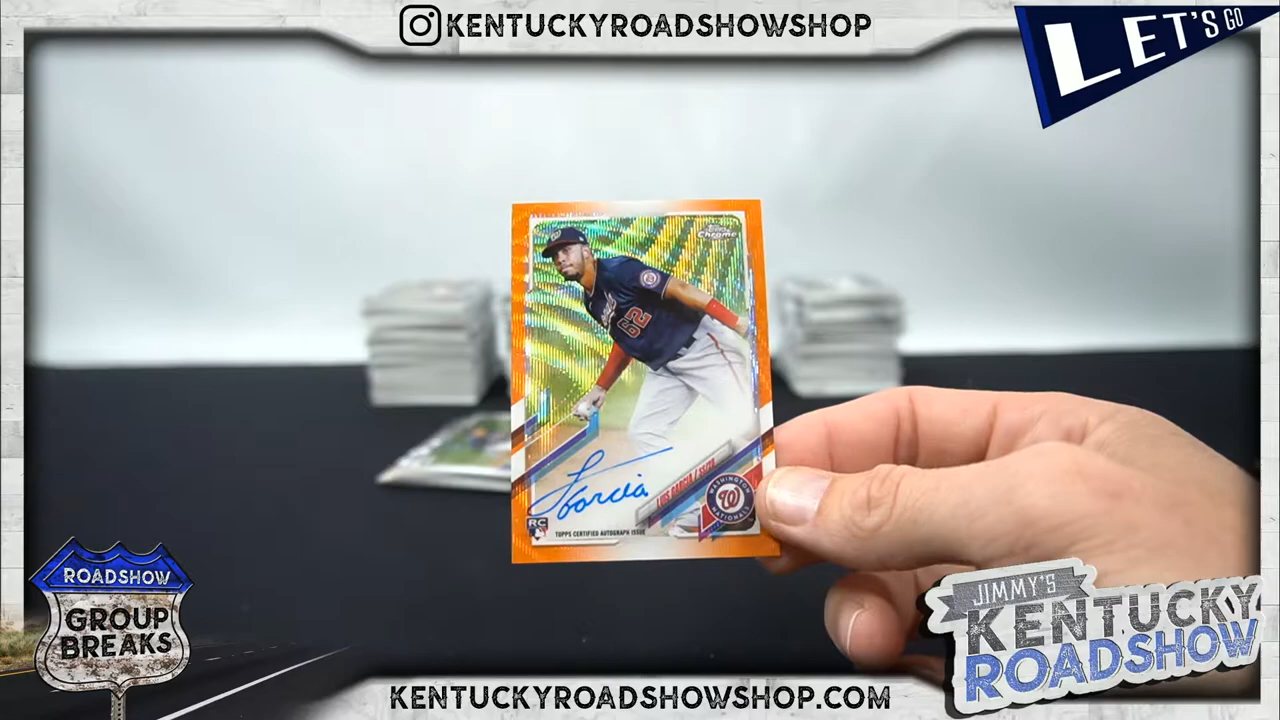 KENTUCKYROADSHOWSHOP
LET'S GO
Topps
Chrome
62
L Garcia
LUIS GARCIA
WASHINGTON
NATIONALS
W
RC
TOPPS CERTIFIED AUTOGRAPH ISSUE
ROADSHOW
GROUP
BREAKS
JIMMY'S
KENTUCKY
ROADSHOW
KENTUCKYROADSHOWSHOP.COM